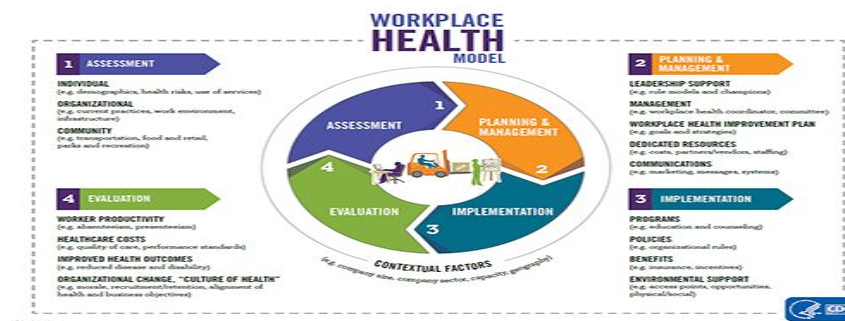 WORKPLACE
HEALTH
MODEL
1 ASSESSMENT
INDIVIDUAL
(e.g. demographics, health risks, use of services)
ORGANIZATIONAL
(e.g. current practices, work environment,
infrastructure)
COMMUNITY
(e.g. transportation, food and retail,
parks and recreation)
2 PLANNING &
MANAGEMENT
LEADERSHIP SUPPORT
(e.g. role models and champions)
MANAGEMENT
(e.g. workplace health coordinator, committee)
WORKPLACE HEALTH IMPROVEMENT PLAN
(e.g. goals and strategies)
DEDICATED RESOURCES
(e.g. costs, partners/vendors, staffing)
COMMUNICATIONS
(e.g. marketing, messages, systems)
1
ASSESSMENT
PLANNING &
MANAGEMENT
2
4
EVALUATION
IMPLEMENTATION
3
CONTEXTUAL FACTORS
(e.g. company size, company sector, capacity, geography)
4 EVALUATION
WORKER PRODUCTIVITY
(e.g. absenteeism, presenteeism)
HEALTHCARE COSTS
(e.g. quality of care, performance standards)
IMPROVED HEALTH OUTCOMES
(e.g. reduced disease and disability)
ORGANIZATIONAL CHANGE, "CULTURE OF HEALTH"
(e.g. morale, recruitment/retention, alignment of
health and business objectives)
3 IMPLEMENTATION
PROGRAMS
(e.g. education and counseling)
POLICIES
(e.g. organizational rules)
BENEFITS
(e.g. insurance, incentives)
ENVIRONMENTAL SUPPORT
(e.g. access points, opportunities,
physical/social)
CD